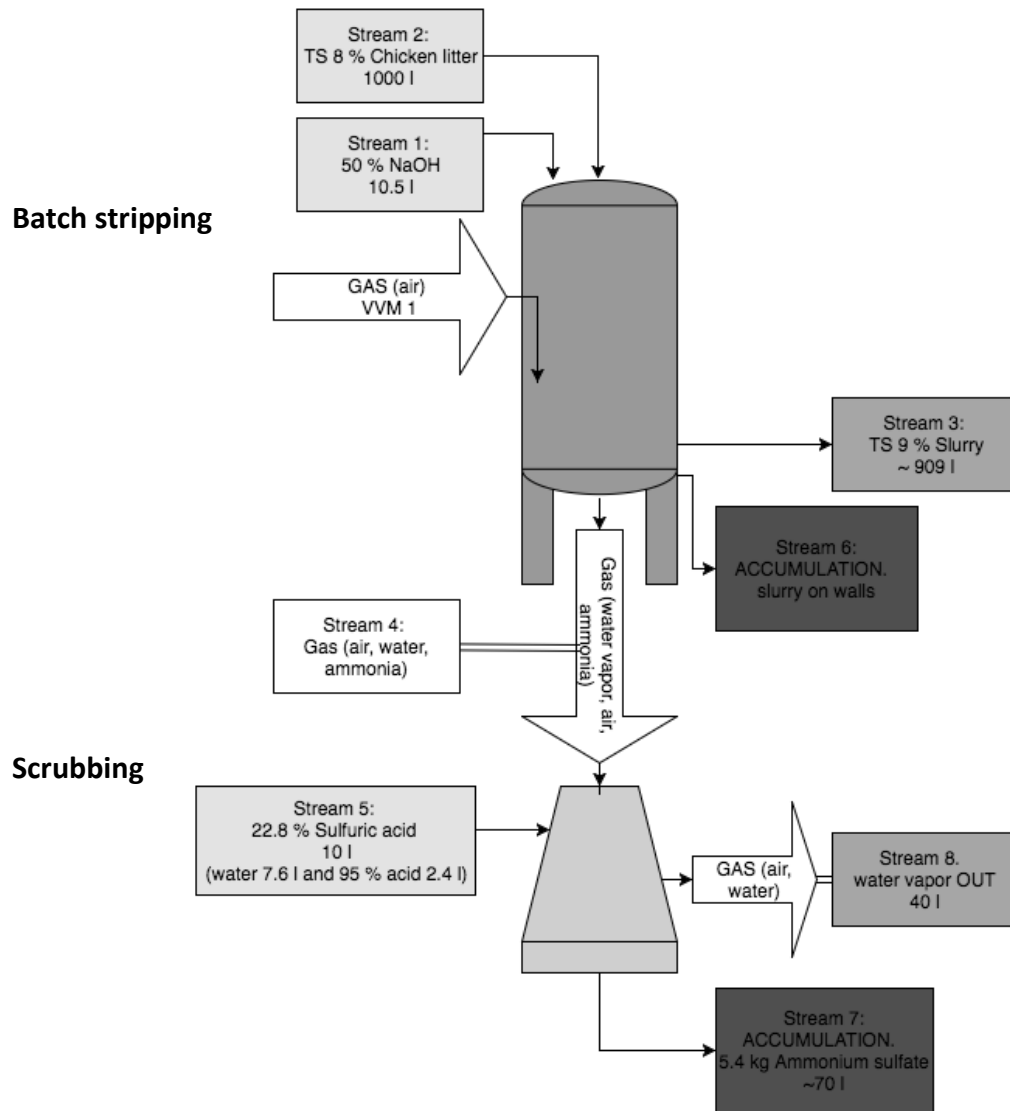 Stream 2:
TS 8 % Chicken litter
1000 l
Stream 1:
50 % NaOH
10.5 l
Batch stripping
GAS (air)
VVM 1
Stream 3:
TS 9 % Slurry
~ 909 l
Stream 6:
ACCUMULATION.
slurry on walls
Gas (water vapor, air,
ammonia)
Stream 4:
Gas (air, water,
ammonia)
Scrubbing
Stream 5:
22.8 % Sulfuric acid
10 l
(water 7.6 l and 95 % acid 2.4 l)
GAS (air,
water)
Stream 8.
water vapor OUT
40 l
Stream 7:
ACCUMULATION.
5.4 kg Ammonium sulfate
~70 l